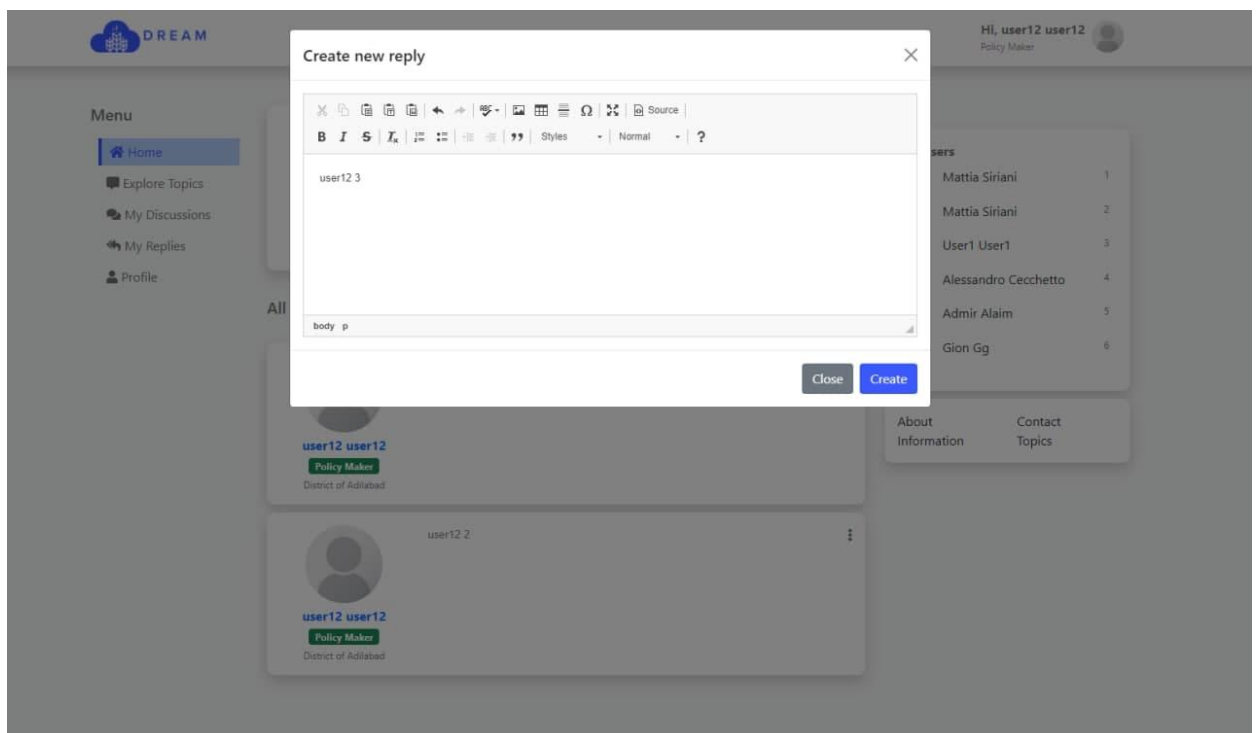 DREAM
Hi, user12 user12
Policy Maker
Create new reply
Source
B I S Ix Styles Normal ?
user12 3
body p
Close Create
Menu
Home
Explore Topics
My Discussions
My Replies
Profile
All
user12 user12
Policy Maker
District of Adilabad
user12 2
user12 user12
Policy Maker
District of Adilabad
sers
Mattia Siriani 1
Mattia Siriani 2
User1 User1 3
Alessandro Cecchetto 4
Admir Alaim 5
Gion Gg 6
About Contact
Information Topics